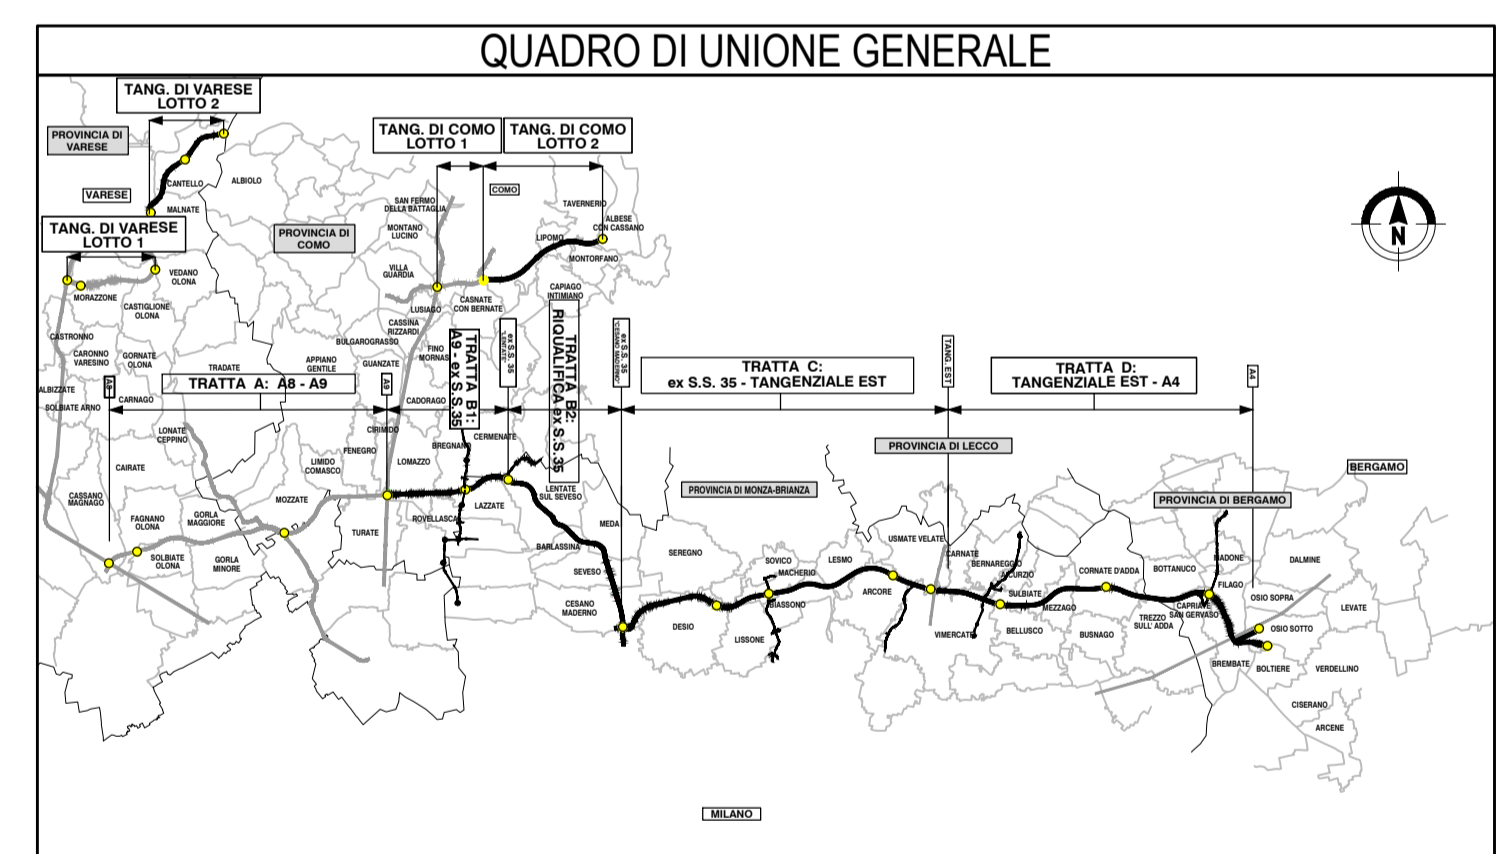 QUADRO DI UNIONE GENERALE
TANG. DI VARESE
LOTTO 2
PROVINCIA DI
VARESE
TANG. DI COMO
LOTTO 1
TANG. DI COMO
LOTTO 2
CANTELLO
ALBIOLO
VARESE
MALNATE
COMO
SAN FERMO
DELLA BATTAGLIA
TAVERNERIO
ALBESE
CON CASSANO
TANG. DI VARESE
LOTTO 1
PROVINCIA DI
COMO
MONTANO
LUCINO
LIPOMO
MONTORFANO
N
VILLA
GUARDIA
VEDANO
OLONA
MORAZZONE
CASTIGLIONE
OLONA
CAPIAGO
INTIMIANO
CASNATE
CON BERNATE
LUSIAGO
CASSINA
RIZZARDI
BULGAROGRASSO
CASTRONNO
CARONNO
VARESINO
GORNATE
OLONA
TRADATE
APPIANO
GENTILE
GUANZATE
FINO
MORNAS
ALBIZZATE
SOLBIATE ARNO
CARNAGO
A8
TRATTA A: A8 - A9
A9
CADORAGO
TRATTA B1:
A9 - ex S.S.35
ex S.S. 35
"LENTATE"
TRATTA B2:
RIQUALIFICA ex S.S.35
ex S.S. 35
"CESANO MADERNO"
TRATTA C:
ex S.S. 35 - TANGENZIALE EST
TANG. EST
TRATTA D:
TANGENZIALE EST - A4
A4
LONATE
CEPPINO
CIRIMIDO
FENEGRO
BREGNANO
CERMENATE
PROVINCIA DI LECCO
CAIRATE
LIMIDO
COMASCO
LOMAZZO
BERGAMO
CASSANO
MAGNAGO
MOZZATE
LAZZATE
LENTATE
SUL SEVESO
PROVINCIA DI MONZA-BRIANZA
PROVINCIA DI BERGAMO
FAGNANO
OLONA
GORLA
MAGGIORE
TURATE
ROVELLASCA
MEDA
SOLBIATE
OLONA
GORLA
MINORE
BARLASSINA
SEVESO
CESANO
MADERNO
SEREGNO
DESIO
LISSONE
SOVICO
MACHERIO
BIASSONO
LESMO
USMATE VELATE
ARCORE
CARNATE
BERNAREGGIO
AICURZIO
SULBIATE
MEZZAGO
VIMERCATE
BELLUSCO
CORNATE D'ADDA
BUSNAGO
BOTTANUCO
TREZZO
SULL' ADDA
MADONE
FILAGO
CAPRIATE
SAN GERVASO
DALMINE
OSIO SOPRA
LEVATE
OSIO SOTTO
BREMBATE
BOLTIERE
VERDELLINO
CISERANO
ARCENE
MILANO